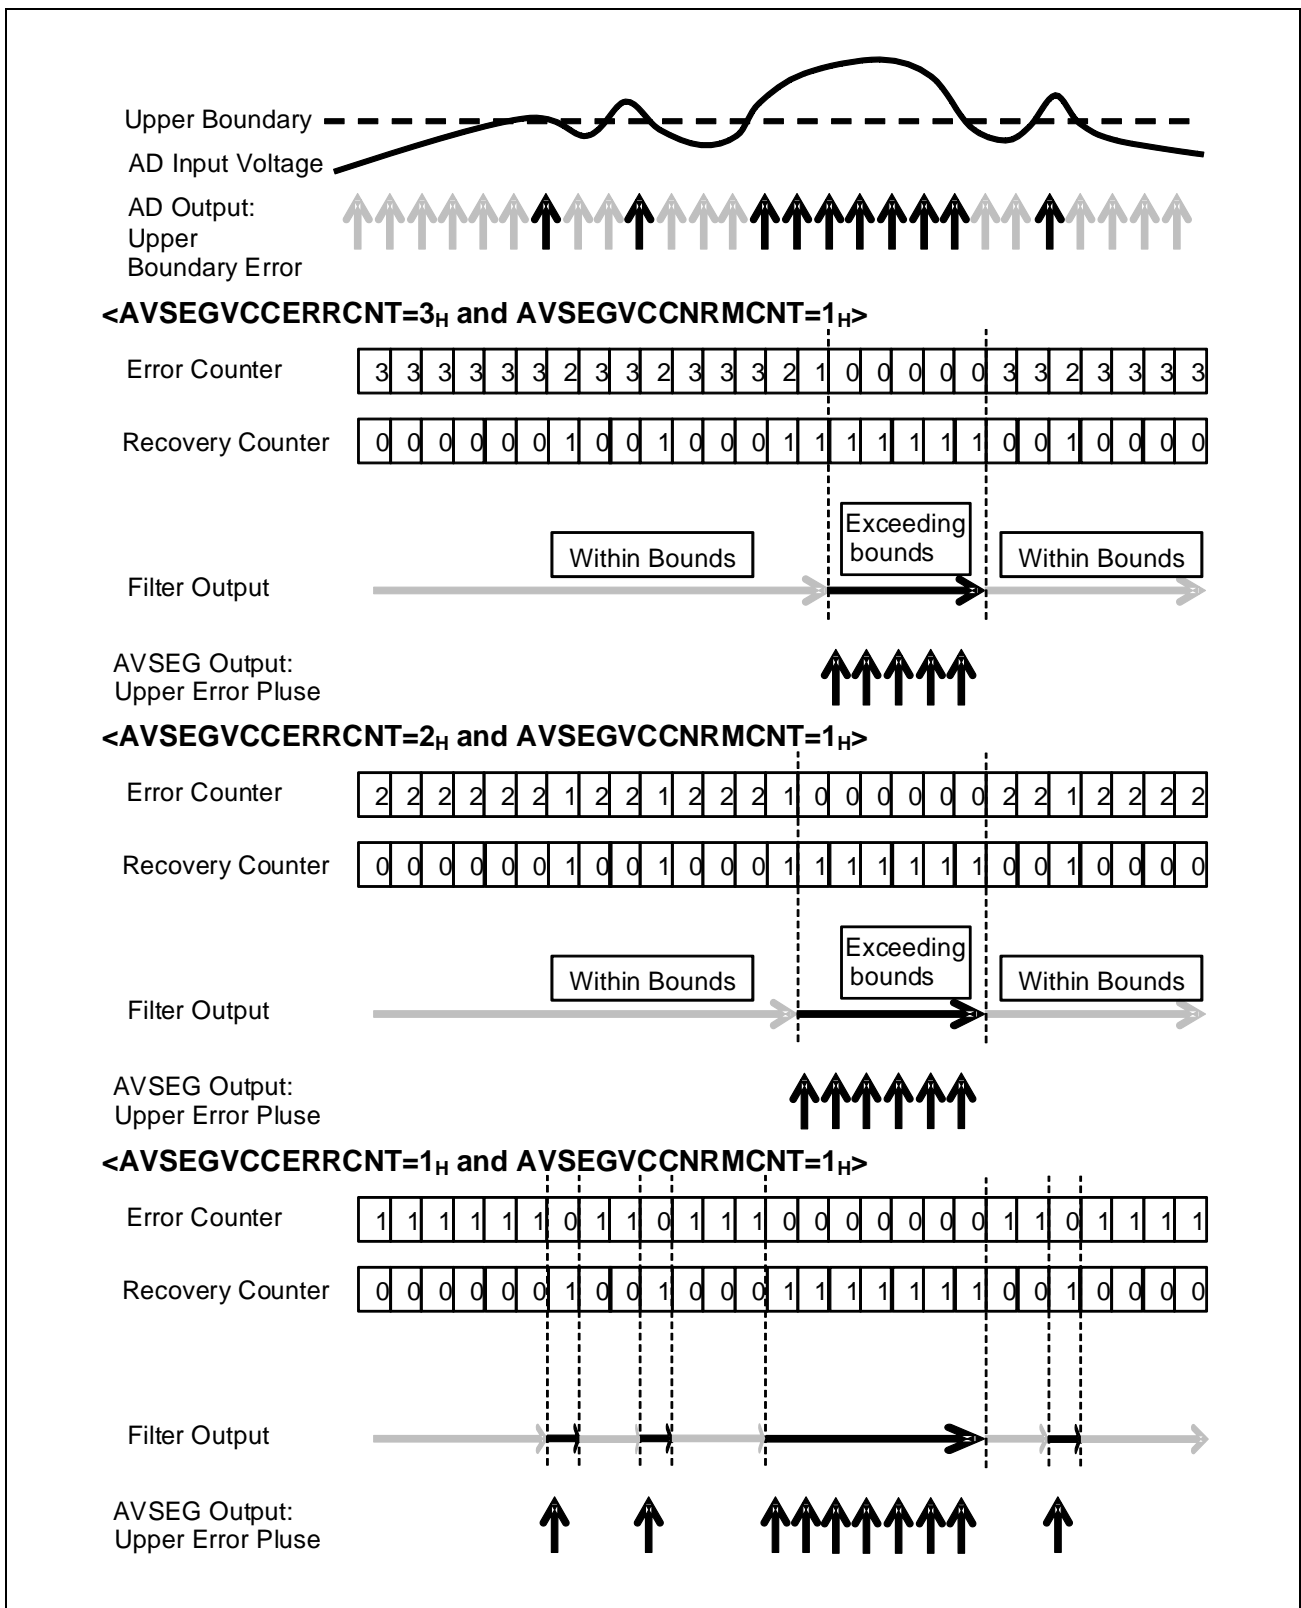 Upper Boundary
AD Input Voltage
AD Output:
Upper
Boundary Error
<AVSEGVCCERRCNT=3H and AVSEGVCCNRMCNT=1H>
Error Counter 3 3 3 3 3 3 2 3 3 2 3 3 3 2 1 0 0 0 0 0 3 3 2 3 3 3 3
Recovery Counter 0 0 0 0 0 0 1 0 0 1 0 0 0 1 1 1 1 1 1 1 0 0 1 0 0 0 0
Within Bounds
Exceeding
bounds
Within Bounds
Filter Output
AVSEG Output:
Upper Error Pluse
<AVSEGVCCERRCNT=2H and AVSEGVCCNRMCNT=1H>
Error Counter 2 2 2 2 2 2 1 2 2 1 2 2 2 1 0 0 0 0 0 0 2 2 1 2 2 2 2
Recovery Counter 0 0 0 0 0 0 1 0 0 1 0 0 0 1 1 1 1 1 1 1 0 0 1 0 0 0 0
Within Bounds
Exceeding
bounds
Within Bounds
Filter Output
AVSEG Output:
Upper Error Pluse
<AVSEGVCCERRCNT=1H and AVSEGVCCNRMCNT=1H>
Error Counter 1 1 1 1 1 1 0 1 1 0 1 1 1 0 0 0 0 0 0 0 1 1 0 1 1 1 1
Recovery Counter 0 0 0 0 0 0 1 0 0 1 0 0 0 1 1 1 1 1 1 1 0 0 1 0 0 0 0
Filter Output
AVSEG Output:
Upper Error Pluse